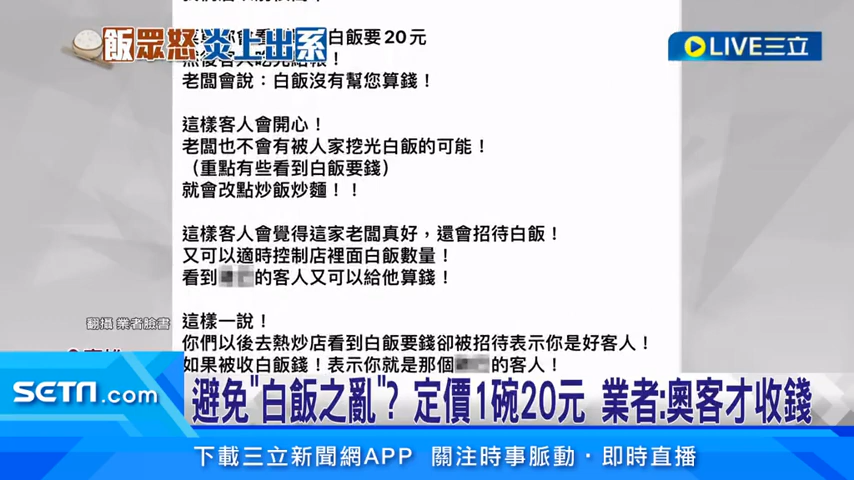 飯眾怒炎上出系
LIVE三立
白飯要20元
老闆會說：白飯沒有幫您算錢！
這樣客人會開心！
老闆也不會有被人家挖光白飯的可能！
（重點有些看到白飯要錢）
就會改點炒飯炒麵！！
這樣客人會覺得這家老闆真好，還會招待白飯！
又可以適時控制店裡面白飯數量！
看到 的客人又可以給他算錢！
翻攝 業者臉書
這樣一說！
你們以後去熱炒店看到白飯要錢卻被招待表示你是好客人！
如果被收白飯錢！表示你就是那個 的客人！
SETN.com
避免"白飯之亂"? 定價1碗20元 業者:奧客才收錢
下載三立新聞網APP 關注時事脈動·即時直播